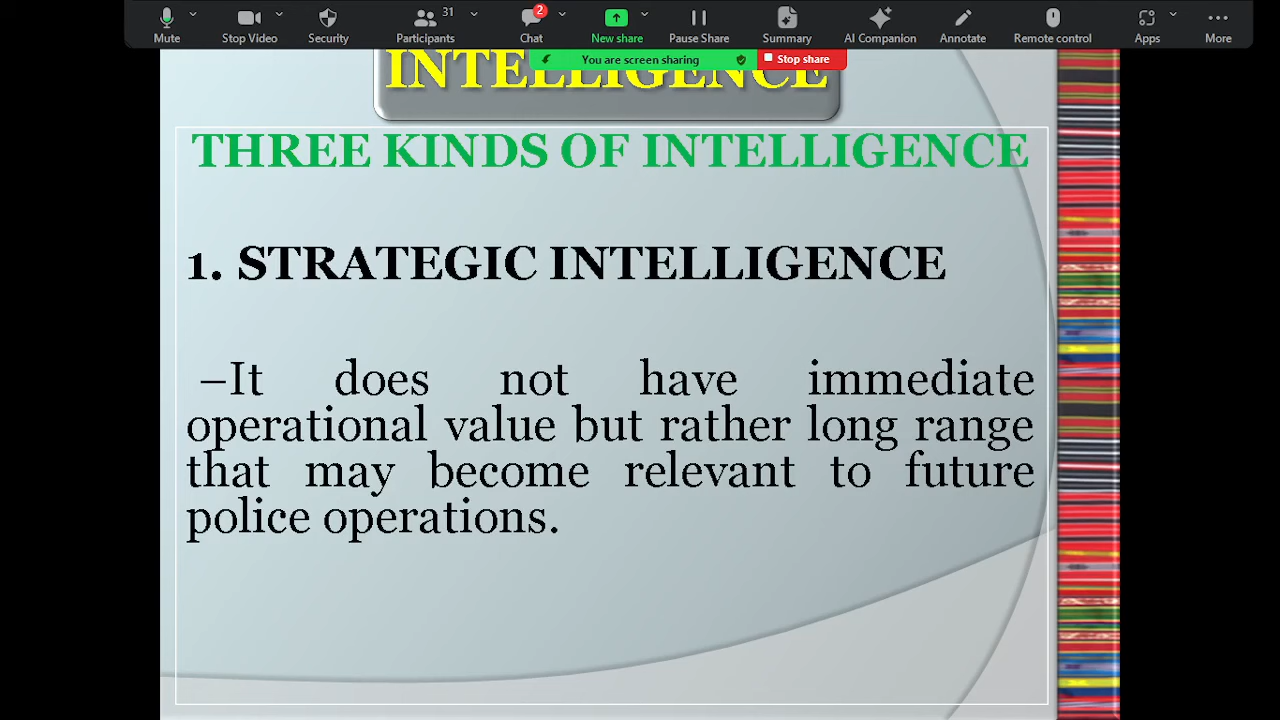 31
2
Mute
Stop Video
Security
Participants
Chat
New share
Pause Share
Summary
AI Companion
Annotate
Remote control
Apps
More
You are screen sharing
Stop share
INTELLIGENCE
THREE KINDS OF INTELLIGENCE
1. STRATEGIC INTELLIGENCE
–It does not have immediate
operational value but rather long range
that may become relevant to future
police operations.